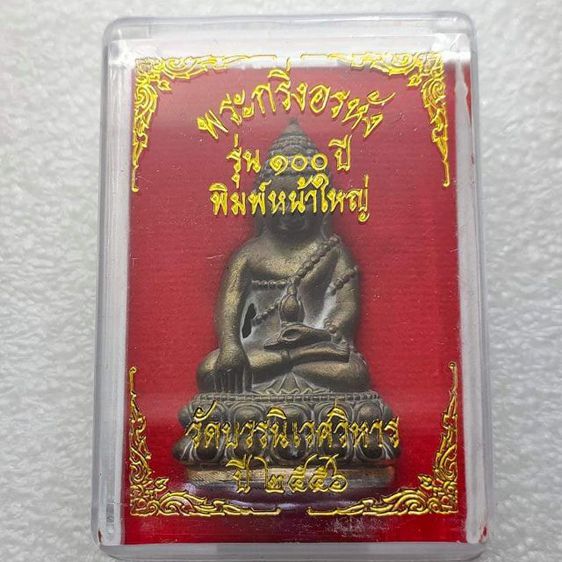 พระกริ่งอรหัง
รุ่น ๑๐๐ ปี
พิมพ์หน้าใหญ่
วัดบวรนิเวศวิหาร
ปี ๒๕๕๖